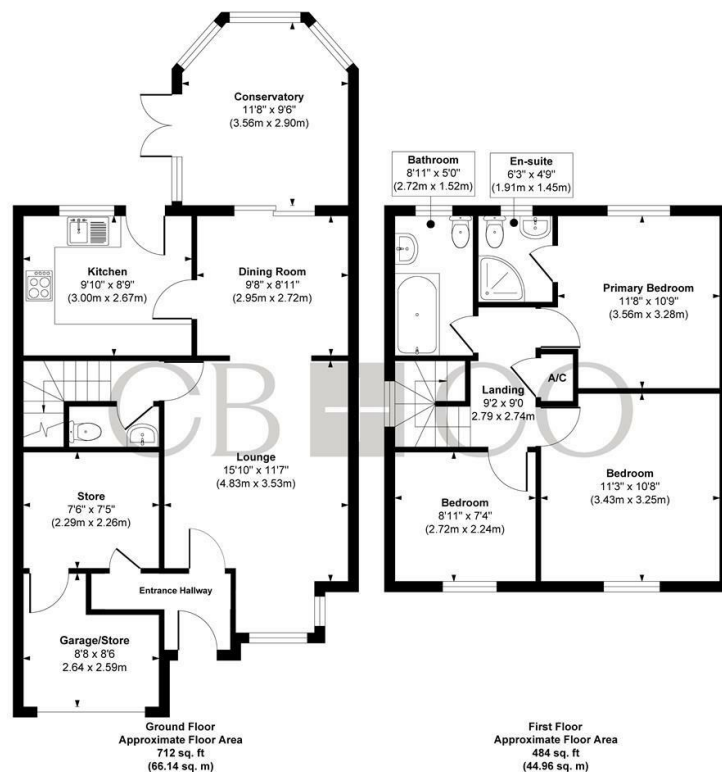 Conservatory
11'8" x 9'6"
(3.56m x 2.90m)
Kitchen
9'10" x 8'9"
(3.00m x 2.67m)
Dining Room
9'8" x 8'11"
(2.95m x 2.72m)
Lounge
15'10" x 11'7"
(4.83m x 3.53m)
Store
7'6" x 7'5"
(2.29m x 2.26m)
Entrance Hallway
Garage/Store
8'8 x 8'6
2.64 x 2.59m
Ground Floor
Approximate Floor Area
712 sq. ft
(66.14 sq. m)
Bathroom
8'11" x 5'0"
(2.72m x 1.52m)
En-suite
6'3" x 4'9"
(1.91m x 1.45m)
Primary Bedroom
11'8" x 10'9"
(3.56m x 3.28m)
A/C
Landing
9'2 x 9'0
2.79 x 2.74m
Bedroom
8'11" x 7'4"
(2.72m x 2.24m)
Bedroom
11'3" x 10'8"
(3.43m x 3.25m)
First Floor
Approximate Floor Area
484 sq. ft
(44.96 sq. m)